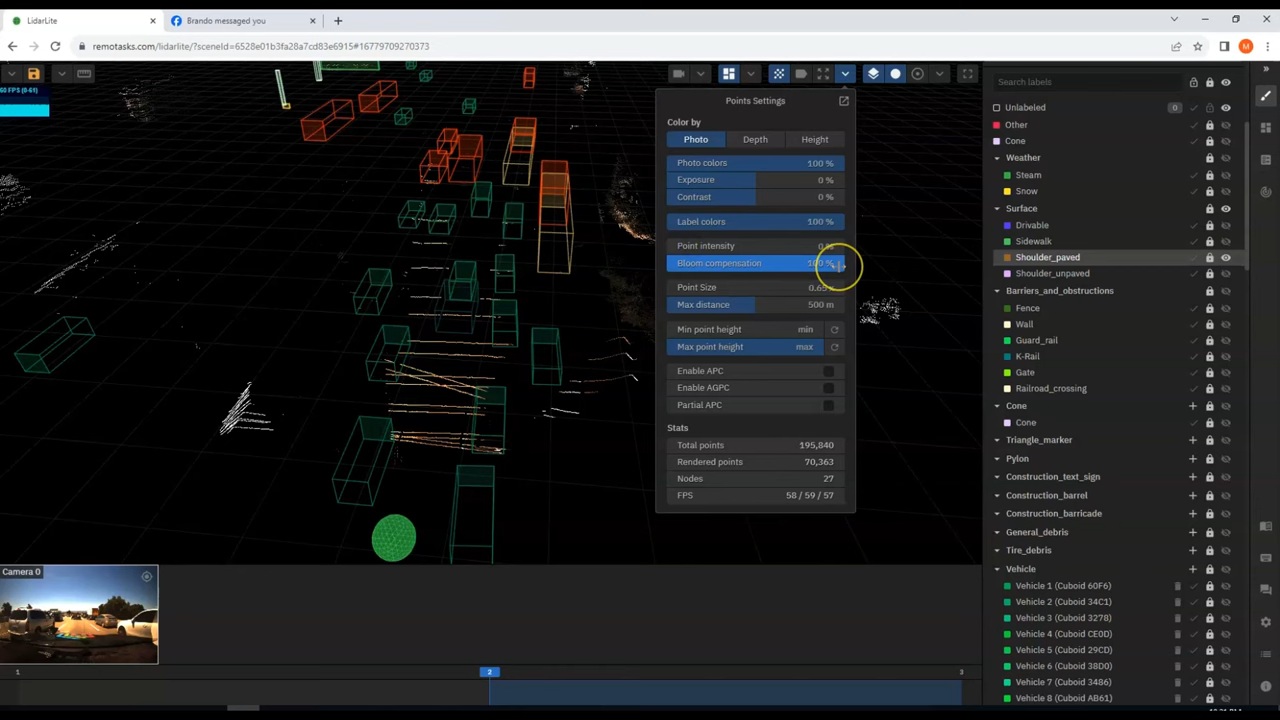 LidarLite
Brando messaged you
remotasks.com/lidarlite/?sceneId=6528e01b3fa28a7cd83e6915#16779709270373
60 FPS (0-61)
Points Settings
Color by
Photo Depth Height
Photo colors 100 %
Exposure 0 %
Contrast 0 %
Label colors 100 %
Point intensity 0 %
Bloom compensation 100 %
Point Size
Max distance 500 m
Min point height min
Max point height max
Enable APC
Enable AGPC
Partial APC
Stats
Total points 195,840
Rendered points 70,363
Nodes 27
FPS 58 / 59 / 57
Search labels
Unlabeled 0
Other
Cone
Weather
Steam
Snow
Surface
Drivable
Sidewalk
Shoulder_paved
Shoulder_unpaved
Barriers_and_obstructions
Fence
Wall
Guard_rail
K-Rail
Gate
Railroad_crossing
Cone
Cone
Triangle_marker
Pylon
Construction_text_sign
Construction_barrel
Construction_barricade
General_debris
Tire_debris
Vehicle
Vehicle 1 (Cuboid 60F6)
Vehicle 2 (Cuboid 34C1)
Vehicle 3 (Cuboid 3278)
Vehicle 4 (Cuboid CE0D)
Vehicle 5 (Cuboid 29CD)
Vehicle 6 (Cuboid 38D0)
Vehicle 7 (Cuboid 3486)
Vehicle 8 (Cuboid AB61)
Camera 0
1 2 3